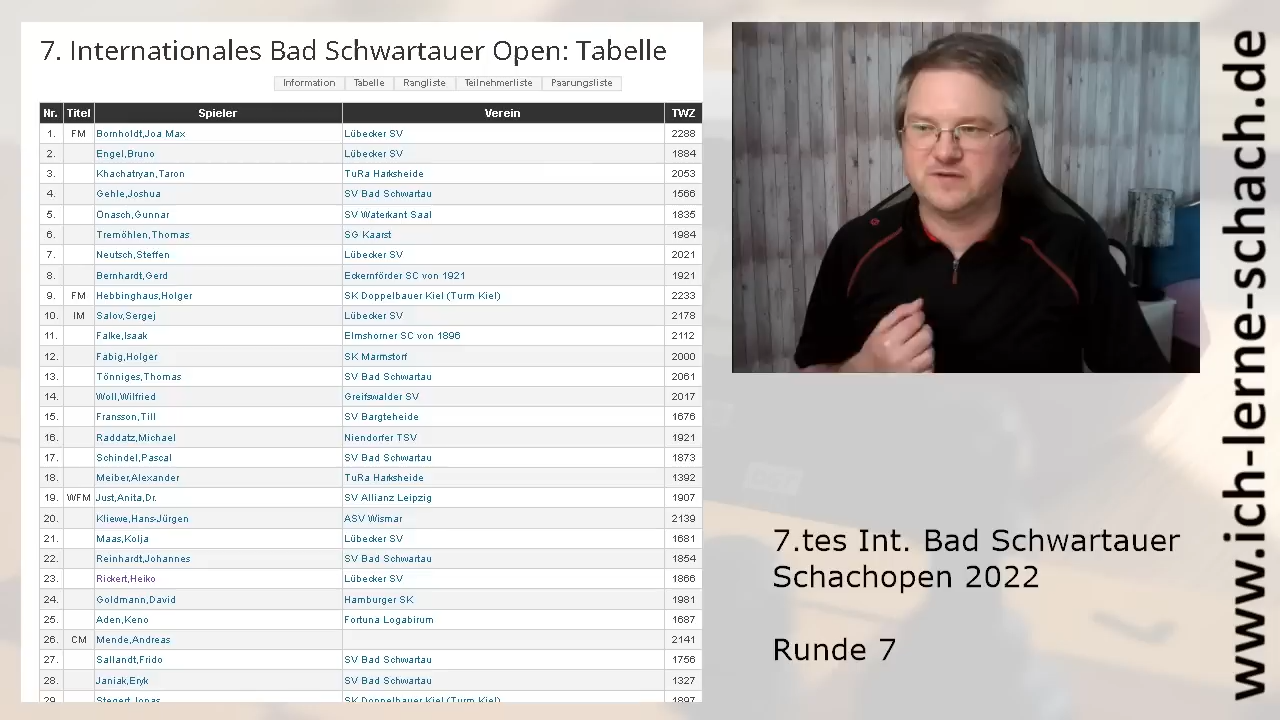 7. Internationales Bad Schwartauer Open: Tabelle
Information Tabelle Rangliste Teilnehmerliste Paarungsliste
Nr. Titel Spieler Verein TWZ
1. FM Bornholdt,Joa Max Lübecker SV 2288
2. Engel,Bruno Lübecker SV 1884
3. Khachatryan,Taron TuRa Harksheide 2053
4. Gehle,Joshua SV Bad Schwartau 1566
5. Onasch,Gunnar SV Waterkant Saal 1835
6. Tremöhlen,Thomas SG Kaarst 1984
7. Neutsch,Steffen Lübecker SV 2021
8. Bernhardt,Gerd Eckernförder SC von 1921 1921
9. FM Hebbinghaus,Holger SK Doppelbauer Kiel (Turm Kiel) 2233
10. IM Salov,Sergej Lübecker SV 2178
11. Falke,Isaak Elmshorner SC von 1896 2112
12. Fabig,Holger SK Marmstorf 2000
13. Tönniges,Thomas SV Bad Schwartau 2061
14. Woll,Wilfried Greifswalder SV 2017
15. Fransson,Till SV Bargteheide 1676
16. Raddatz,Michael Niendorfer TSV 1921
17. Schindel,Pascal SV Bad Schwartau 1873
18. Meiber,Alexander TuRa Harksheide 1392
19. WFM Just,Anita,Dr. SV Allianz Leipzig 1907
20. Kliewe,Hans-Jürgen ASV Wismar 2139
21. Maas,Kolja Lübecker SV 1681
22. Reinhardt,Johannes SV Bad Schwartau 1854
23. Rickert,Heiko Lübecker SV 1866
24. Goldmann,David Hamburger SK 1981
25. Aden,Keno Fortuna Logabirum 1687
26. CM Mende,Andreas 2141
27. Sallandt,Frido SV Bad Schwartau 1756
28. Janiak,Eryk SV Bad Schwartau 1327
29. Stegert,Jonas SK Doppelbauer Kiel (Turm Kiel) 1897
7.tes Int. Bad Schwartauer
Schachopen 2022
Runde 7
www.ich-lerne-schach.de